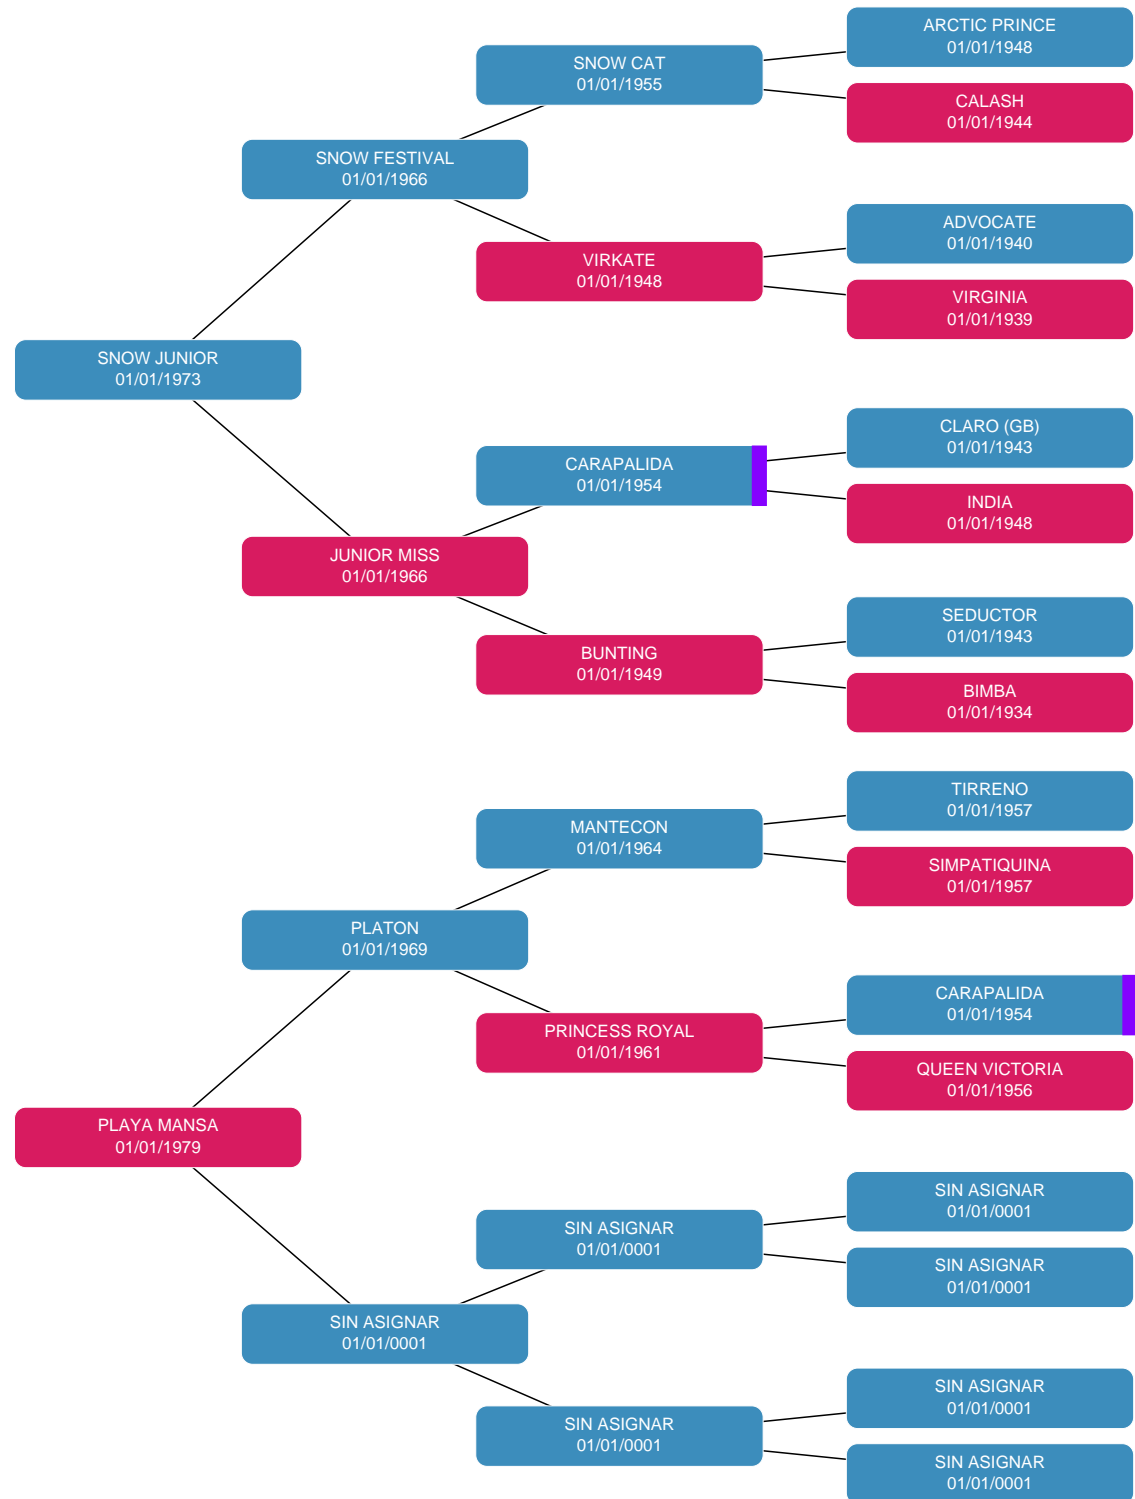 ARCTIC PRINCE
01/01/1948
SNOW CAT
01/01/1955
CALASH
01/01/1944
SNOW FESTIVAL
01/01/1966
ADVOCATE
01/01/1940
VIRKATE
01/01/1948
VIRGINIA
01/01/1939
SNOW JUNIOR
01/01/1973
CLARO (GB)
01/01/1943
CARAPALIDA
01/01/1954
INDIA
01/01/1948
JUNIOR MISS
01/01/1966
SEDUCTOR
01/01/1943
BUNTING
01/01/1949
BIMBA
01/01/1934
TIRRENO
01/01/1957
MANTECON
01/01/1964
SIMPATIQUINA
01/01/1957
PLATON
01/01/1969
CARAPALIDA
01/01/1954
PRINCESS ROYAL
01/01/1961
QUEEN VICTORIA
01/01/1956
PLAYA MANSA
01/01/1979
SIN ASIGNAR
01/01/0001
SIN ASIGNAR
01/01/0001
SIN ASIGNAR
01/01/0001
SIN ASIGNAR
01/01/0001
SIN ASIGNAR
01/01/0001
SIN ASIGNAR
01/01/0001
SIN ASIGNAR
01/01/0001